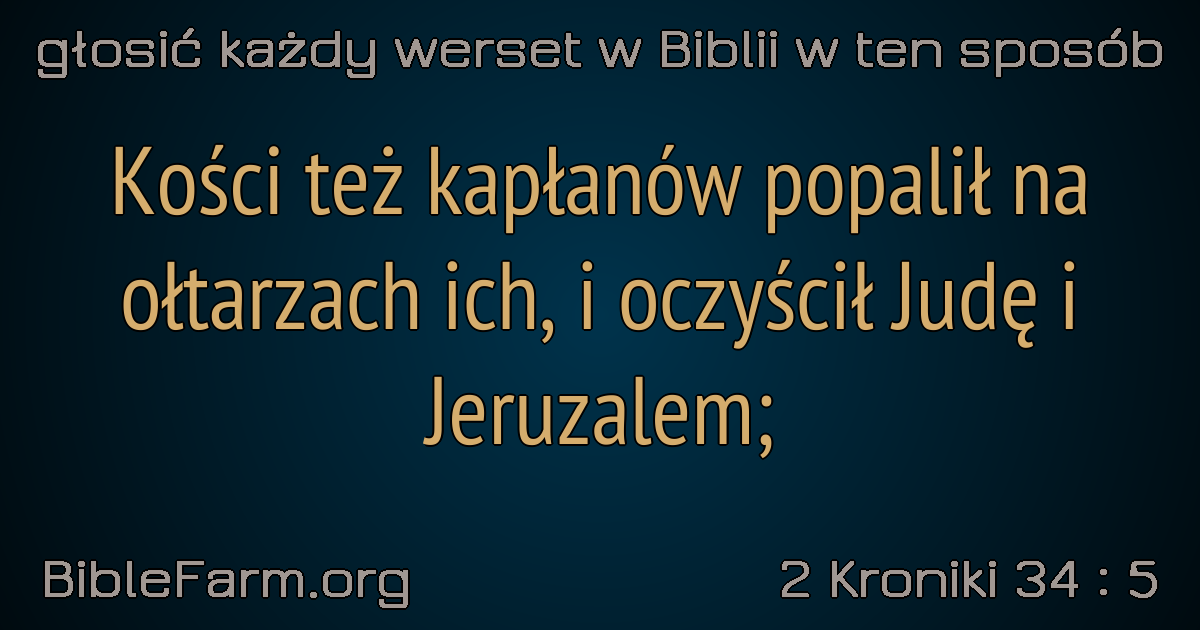 głosić każdy werset w Biblii w ten sposób
Kości też kapłanów popalił na
ołtarzach ich, i oczyścił Judę i
Jeruzalem;
BibleFarm.org
2 Kroniki 34 : 5